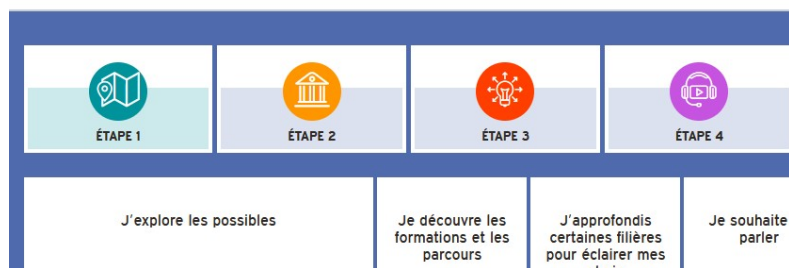 ÉTAPE 1
ÉTAPE 2
ÉTAPE 3
ÉTAPE 4
J'explore les possibles
Je découvre les
formations et les
parcours
J'approfondis
certaines filières
pour éclairer mes
Je souhaite
parler